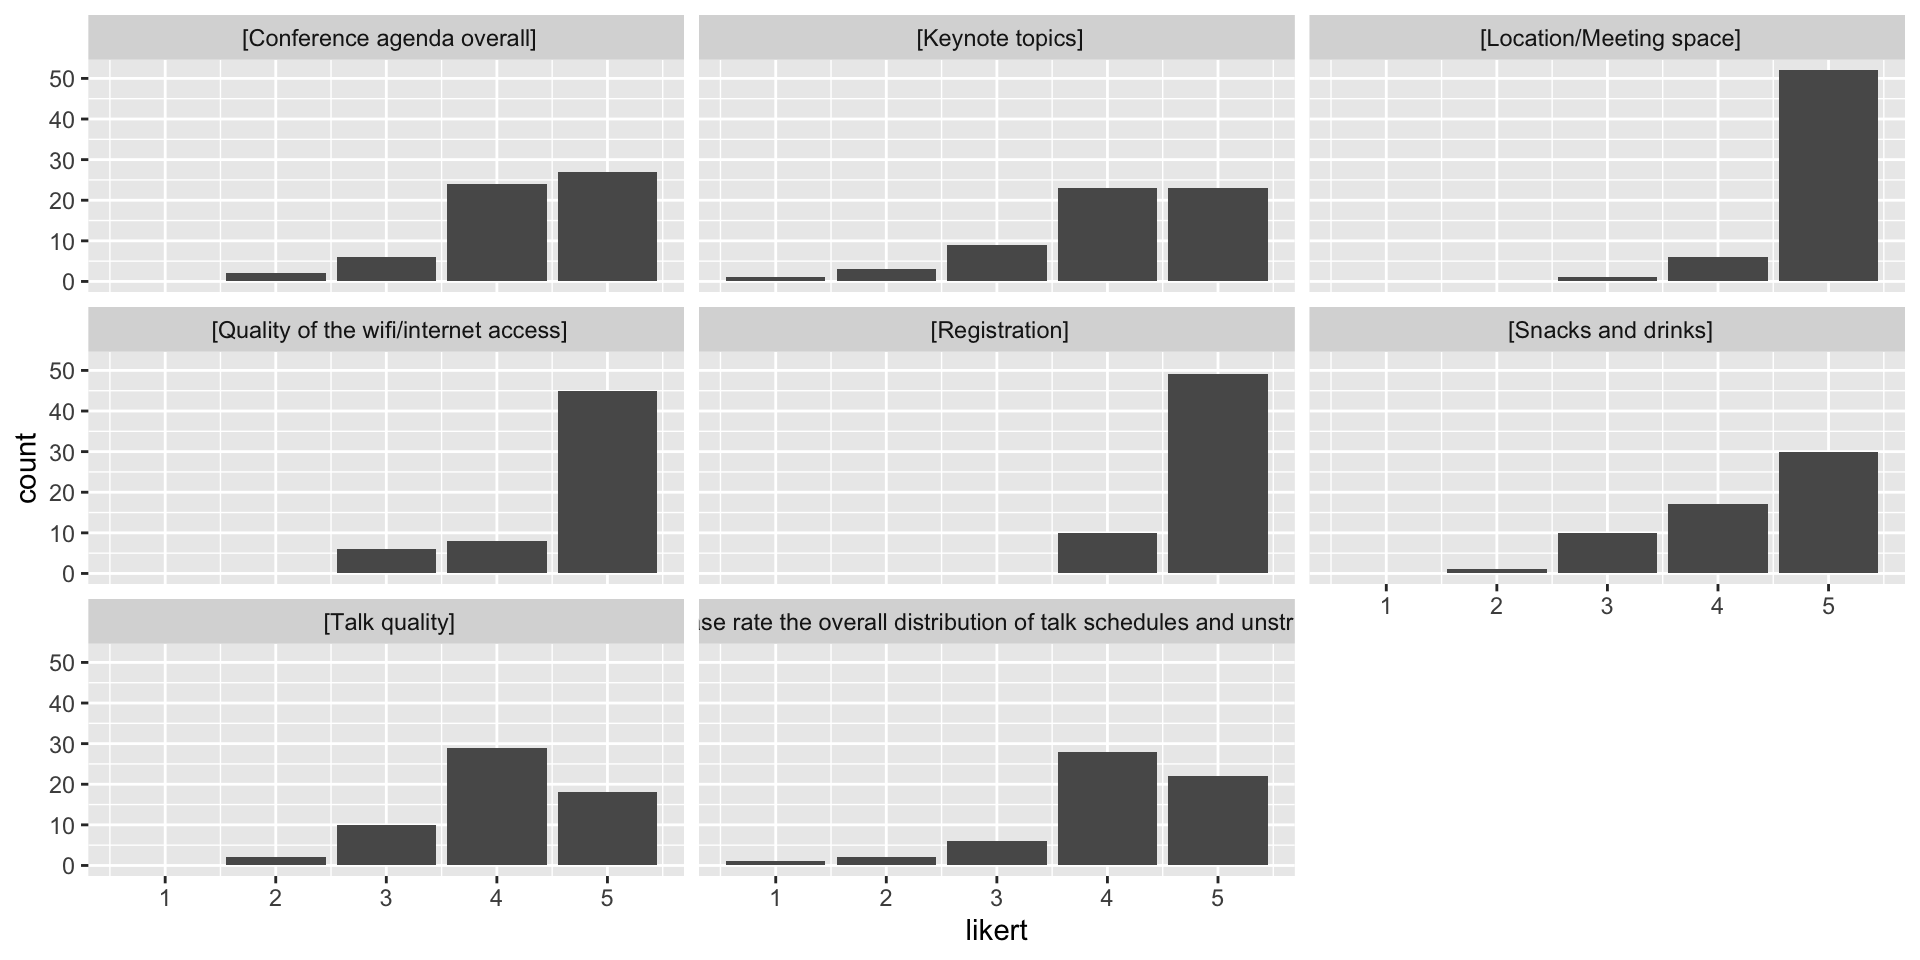 [Conference agenda overall]
[Keynote topics]
[Location/Meeting space]
50
40
30
20
10
0
[Quality of the wifi/internet access]
[Registration]
[Snacks and drinks]
50
40
30
20
10
0
1 2 3 4 5
[Talk quality]
ase rate the overall distribution of talk schedules and unstr
50
40
30
20
10
0
1 2 3 4 5
1 2 3 4 5
count
likert